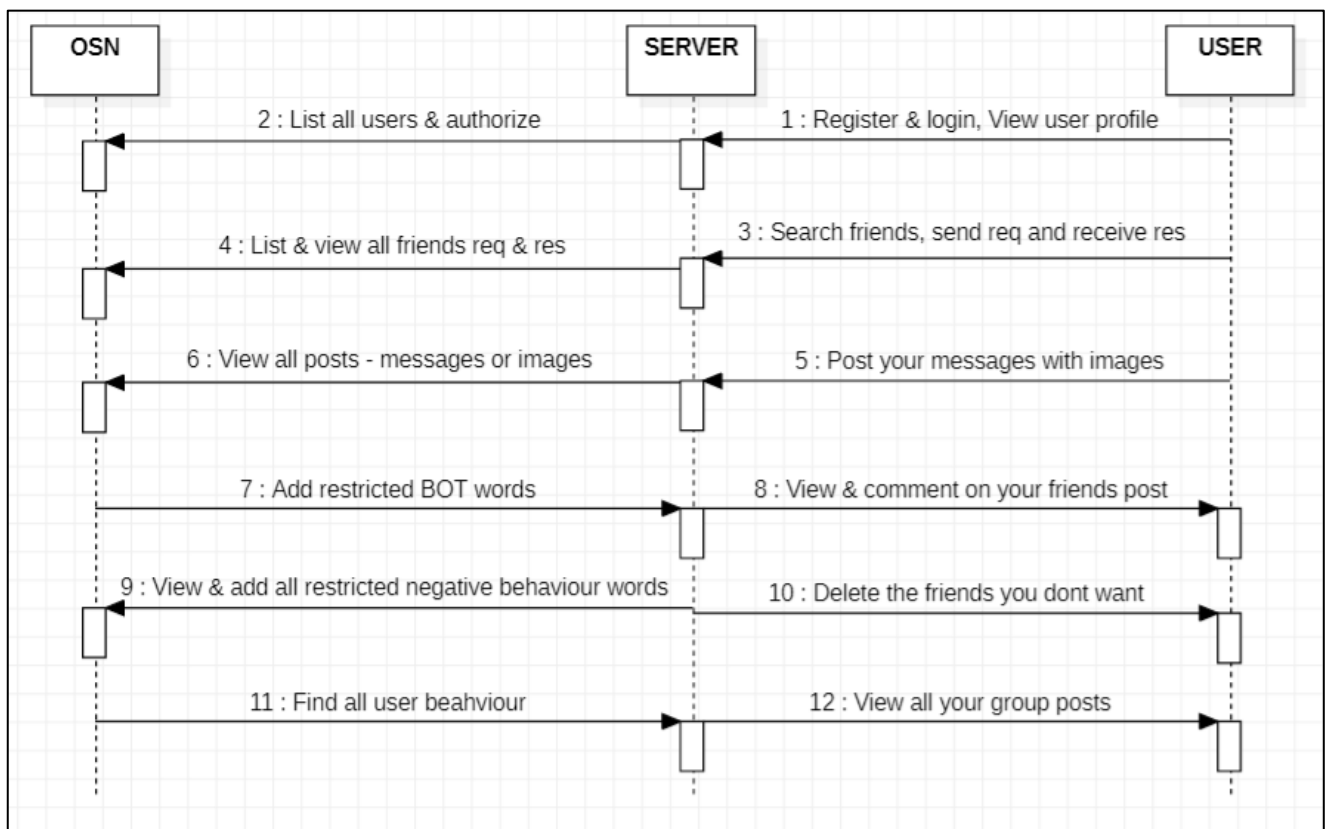 OSN
SERVER
USER
2 : List all users & authorize
1 : Register & login, View user profile
4 : List & view all friends req & res
3 : Search friends, send req and receive res
6 : View all posts - messages or images
5 : Post your messages with images
7 : Add restricted BOT words
8 : View & comment on your friends post
9 : View & add all restricted negative behaviour words
10 : Delete the friends you dont want
11 : Find all user beahviour
12 : View all your group posts